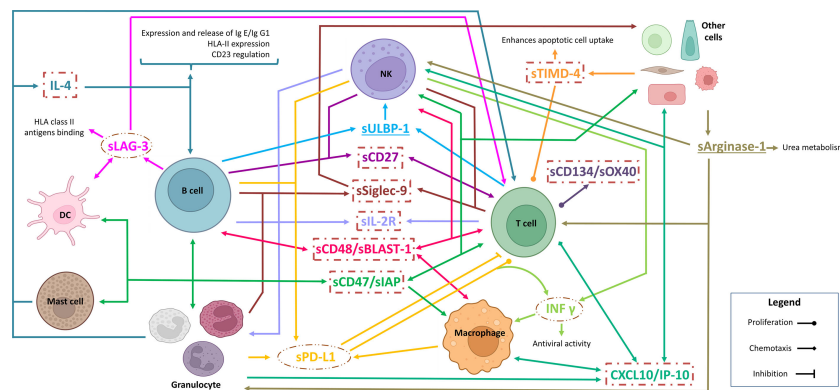 Expression and release of Ig E/Ig G1
HLA-II expression
CD23 regulation
Other
cells
Enhances apoptotic cell uptake
NK
sTIMD-4
IL-4
HLA class II
antigens binding
sULBP-1
sLAG-3
sArginase-1
Urea metabolism
sCD27
B cell
sSiglec-9
sCD134/sOX40
DC
sIL-2R
T cell
sCD48/sBLAST-1
sCD47/sIAP
Mast cell
INF γ
Macrophage
Antiviral activity
sPD-L1
Granulocyte
CXCL10/IP-10
Legend
Proliferation
Chemotaxis
Inhibition